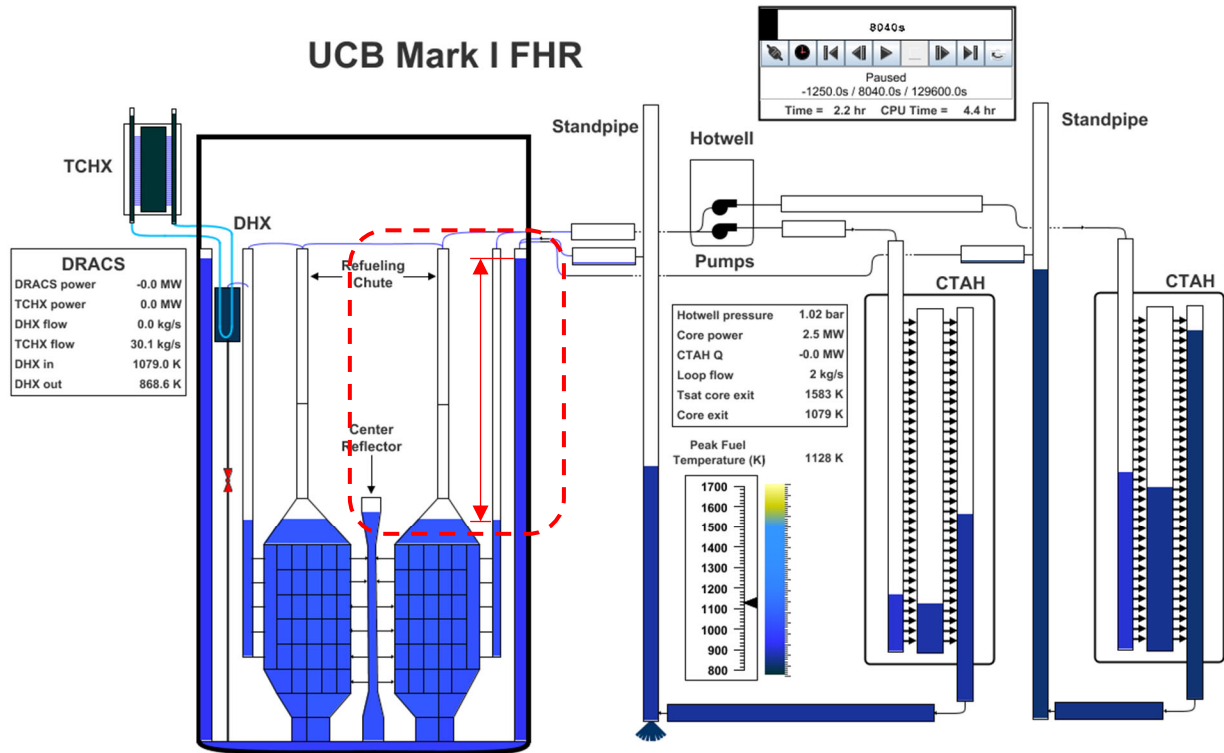 UCB Mark I FHR
8040s
Paused
-1250.0s / 8040.0s / 129600.0s
Time = 2.2 hr CPU Time = 4.4 hr
Standpipe
Hotwell
Standpipe
TCHX
DHX
Refueling
Chute
Pumps
DRACS
DRACS power -0.0 MW
TCHX power 0.0 MW
DHX flow 0.0 kg/s
TCHX flow 30.1 kg/s
DHX in 1079.0 K
DHX out 868.6 K
CTAH
CTAH
Hotwell pressure 1.02 bar
Core power 2.5 MW
CTAH Q -0.0 MW
Loop flow 2 kg/s
Tsat core exit 1583 K
Core exit 1079 K
Center
Reflector
Peak Fuel
Temperature (K) 1128 K
1700
1600
1500
1400
1300
1200
1100
1000
900
800